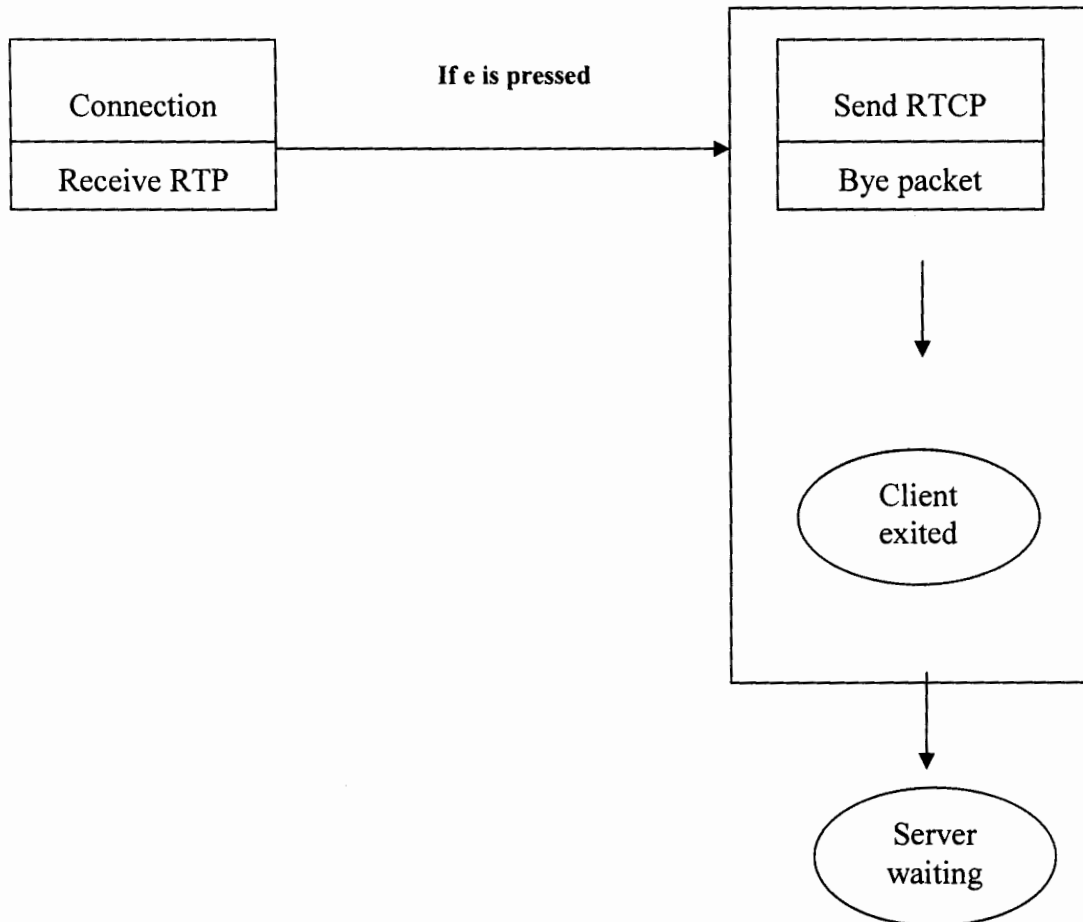 Connection
Receive RTP
If e is pressed
Send RTCP
Bye packet
Client
exited
Server
waiting